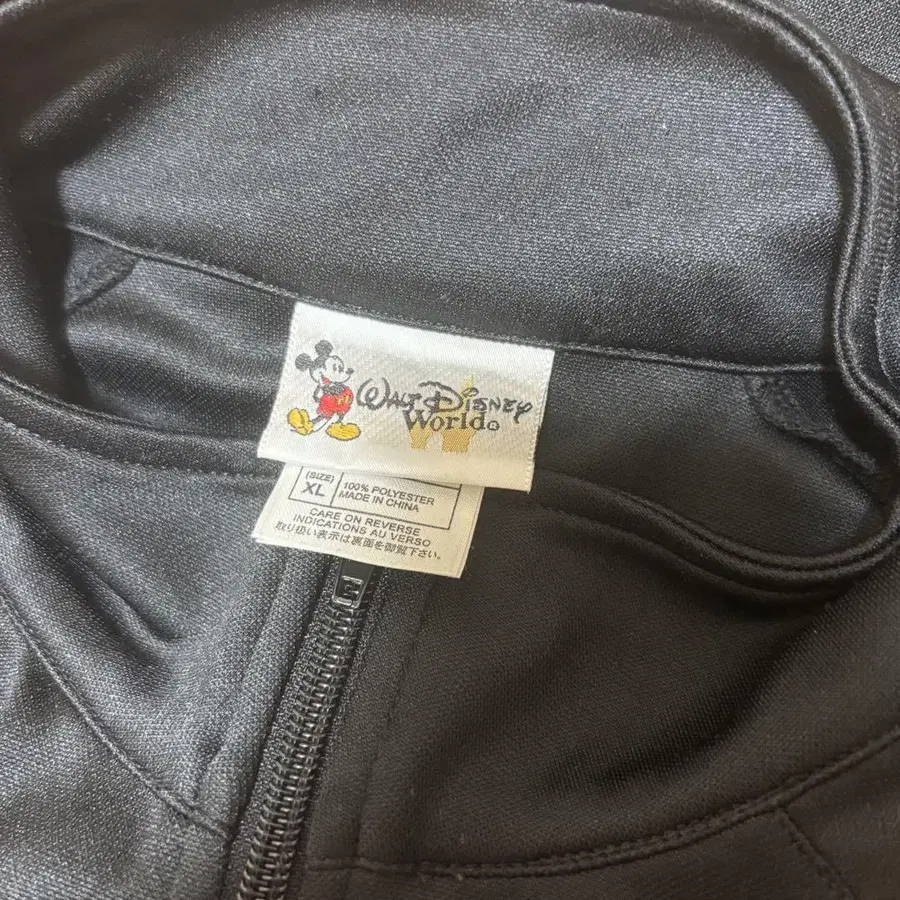 WALT DISNEY
World®
(SIZE)
XL
100% POLYESTER
MADE IN CHINA
CARE ON REVERSE
INDICATIONS AU VERSO
取り扱い表示は裏面を御覧下さい。